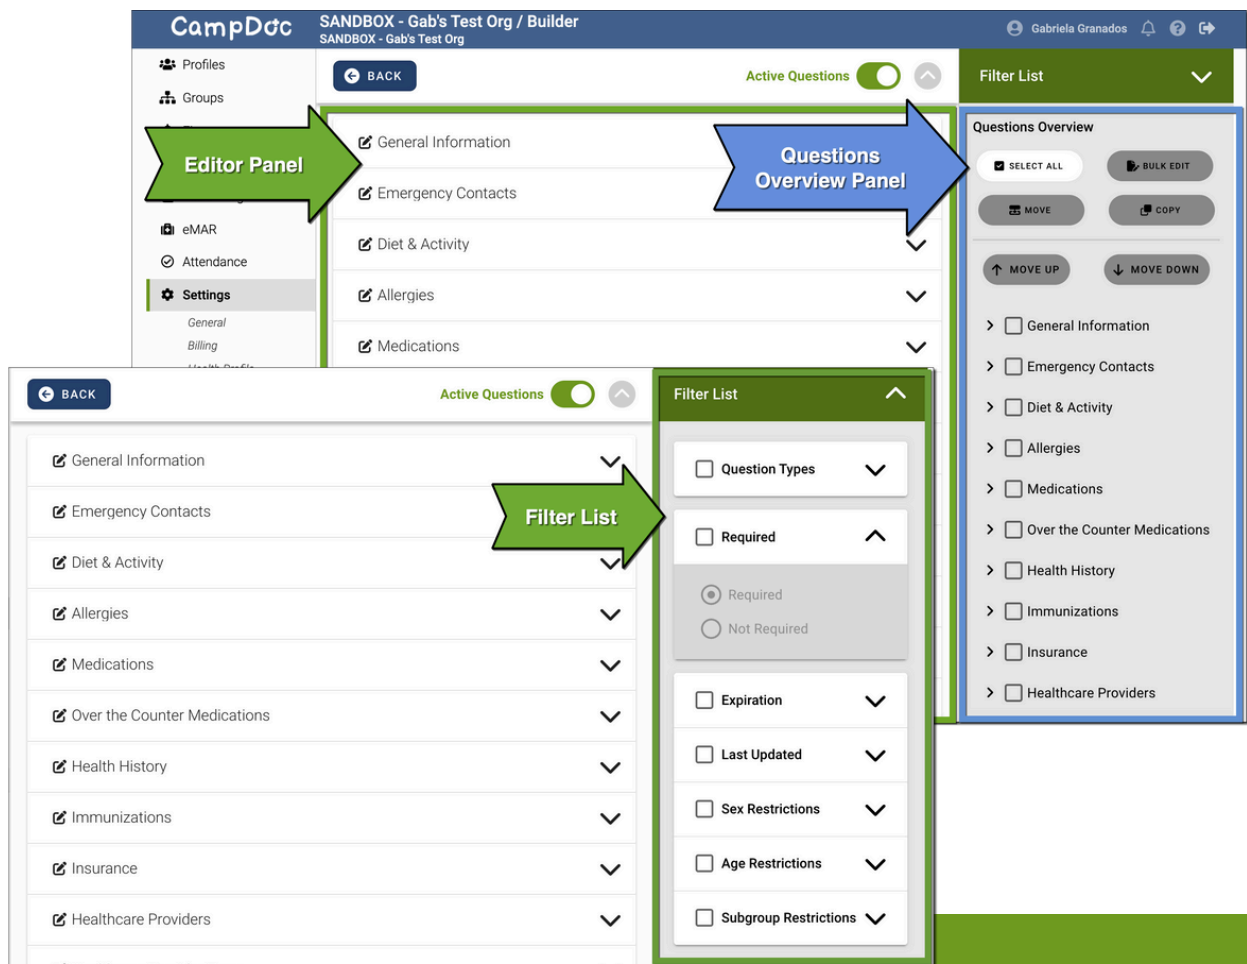 CampDoc
SANDBOX - Gab's Test Org / Builder
SANDBOX - Gab's Test Org
Gabriela Granados
Profiles
Groups
eMAR
Attendance
Settings
General
Billing
Health Profile
BACK
Active Questions
General Information
Emergency Contacts
Diet & Activity
Allergies
Medications
Editor Panel
Questions
Overview Panel
Filter List
Questions Overview
SELECT ALL
BULK EDIT
MOVE
COPY
MOVE UP
MOVE DOWN
General Information
Emergency Contacts
Diet & Activity
Allergies
Medications
Over the Counter Medications
Health History
Immunizations
Insurance
Healthcare Providers
BACK
Active Questions
General Information
Emergency Contacts
Diet & Activity
Allergies
Medications
Over the Counter Medications
Health History
Immunizations
Insurance
Healthcare Providers
Filter List
Filter List
Question Types
Required
Required
Not Required
Expiration
Last Updated
Sex Restrictions
Age Restrictions
Subgroup Restrictions